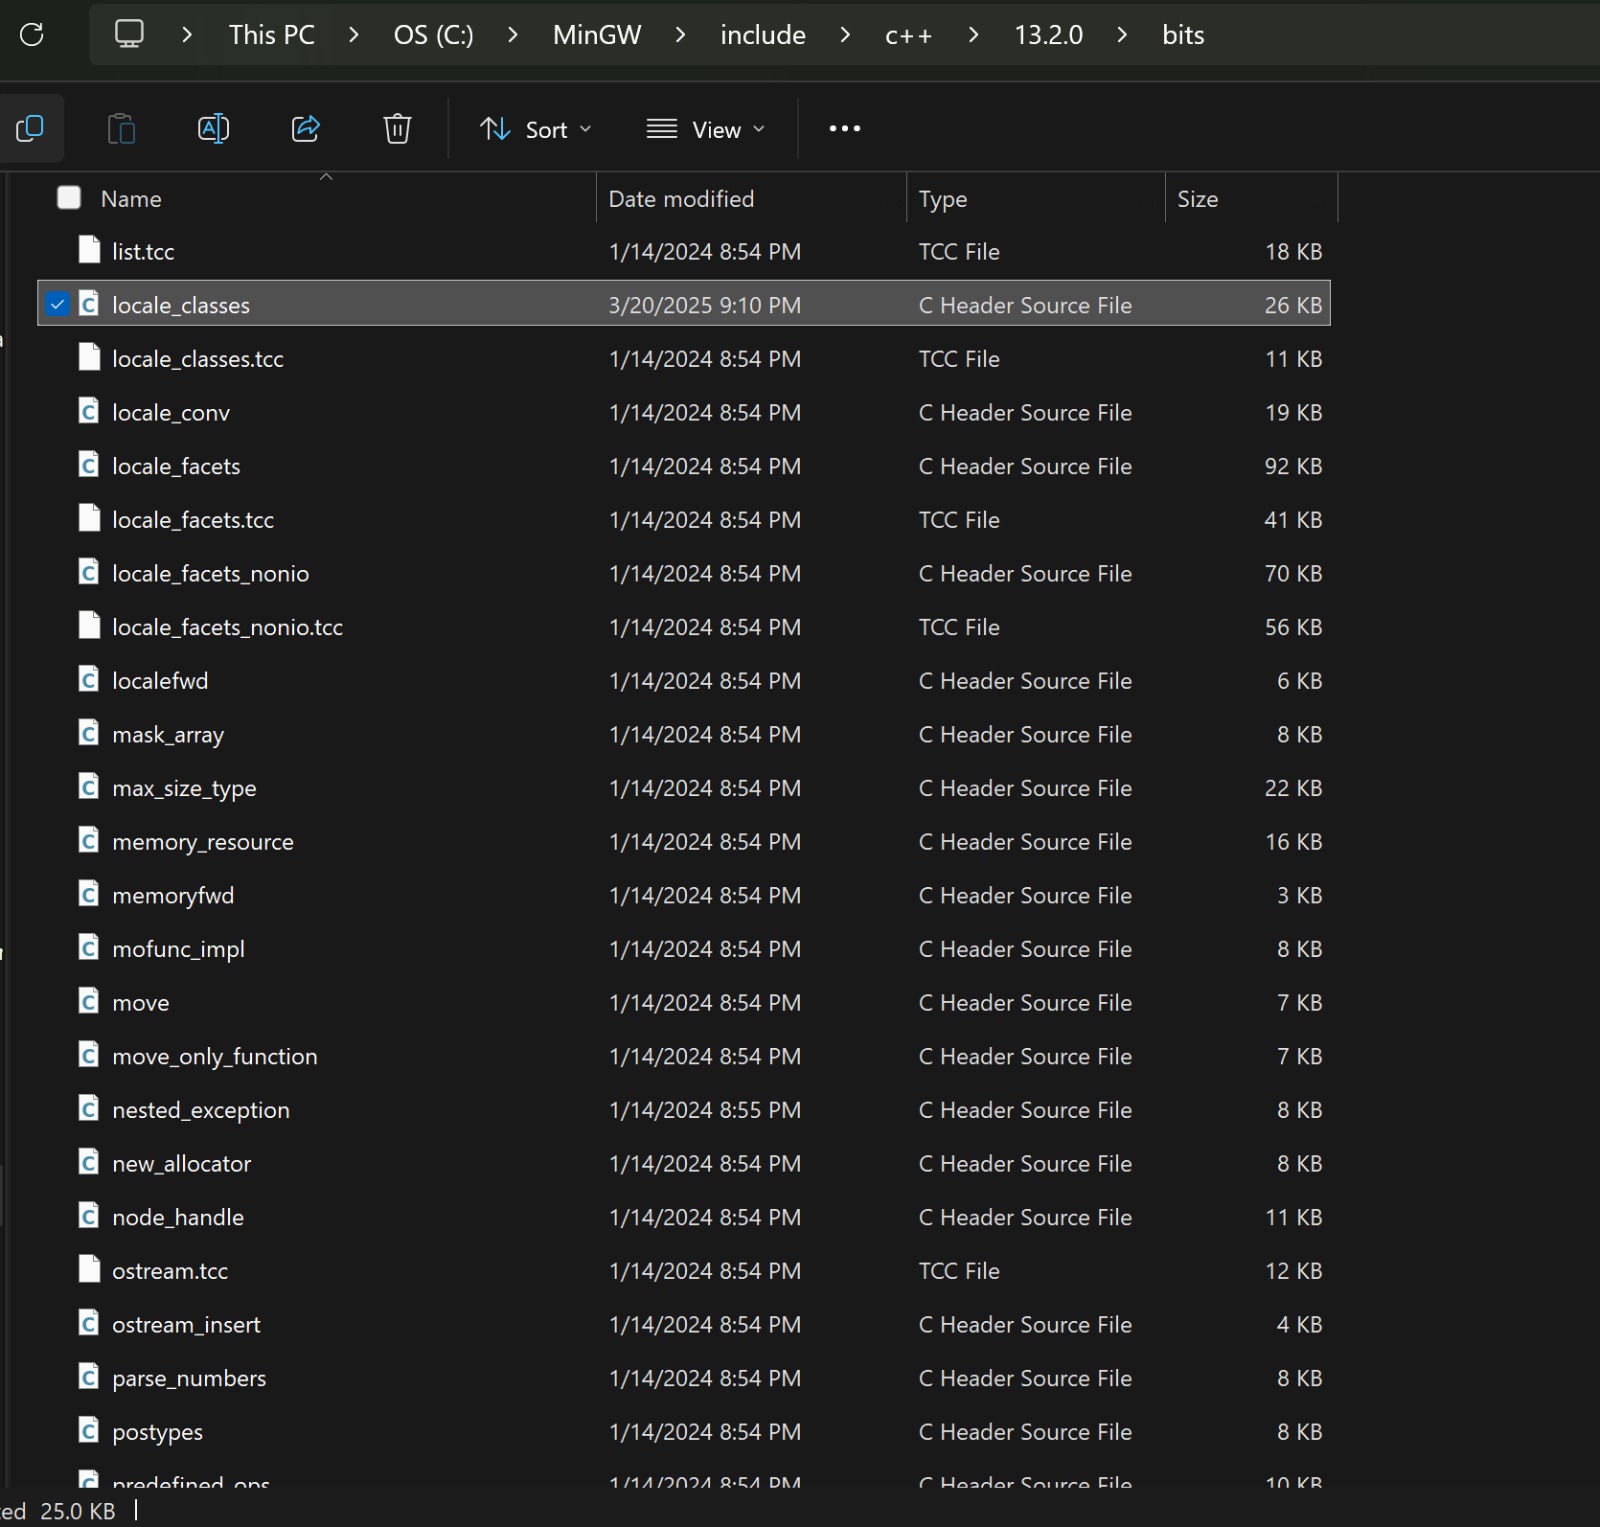 This PC > OS (C:) > MinGW > include > c++ > 13.2.0 > bits
Sort View
Name Date modified Type Size
list.tcc 1/14/2024 8:54 PM TCC File 18 KB
locale_classes 3/20/2025 9:10 PM C Header Source File 26 KB
locale_classes.tcc 1/14/2024 8:54 PM TCC File 11 KB
locale_conv 1/14/2024 8:54 PM C Header Source File 19 KB
locale_facets 1/14/2024 8:54 PM C Header Source File 92 KB
locale_facets.tcc 1/14/2024 8:54 PM TCC File 41 KB
locale_facets_nonio 1/14/2024 8:54 PM C Header Source File 70 KB
locale_facets_nonio.tcc 1/14/2024 8:54 PM TCC File 56 KB
localefwd 1/14/2024 8:54 PM C Header Source File 6 KB
mask_array 1/14/2024 8:54 PM C Header Source File 8 KB
max_size_type 1/14/2024 8:54 PM C Header Source File 22 KB
memory_resource 1/14/2024 8:54 PM C Header Source File 16 KB
memoryfwd 1/14/2024 8:54 PM C Header Source File 3 KB
mofunc_impl 1/14/2024 8:54 PM C Header Source File 8 KB
move 1/14/2024 8:54 PM C Header Source File 7 KB
move_only_function 1/14/2024 8:54 PM C Header Source File 7 KB
nested_exception 1/14/2024 8:55 PM C Header Source File 8 KB
new_allocator 1/14/2024 8:54 PM C Header Source File 8 KB
node_handle 1/14/2024 8:54 PM C Header Source File 11 KB
ostream.tcc 1/14/2024 8:54 PM TCC File 12 KB
ostream_insert 1/14/2024 8:54 PM C Header Source File 4 KB
parse_numbers 1/14/2024 8:54 PM C Header Source File 8 KB
postypes 1/14/2024 8:54 PM C Header Source File 8 KB
predefined_ops 1/14/2024 8:54 PM C Header Source File 10 KB
ed 25.0 KB